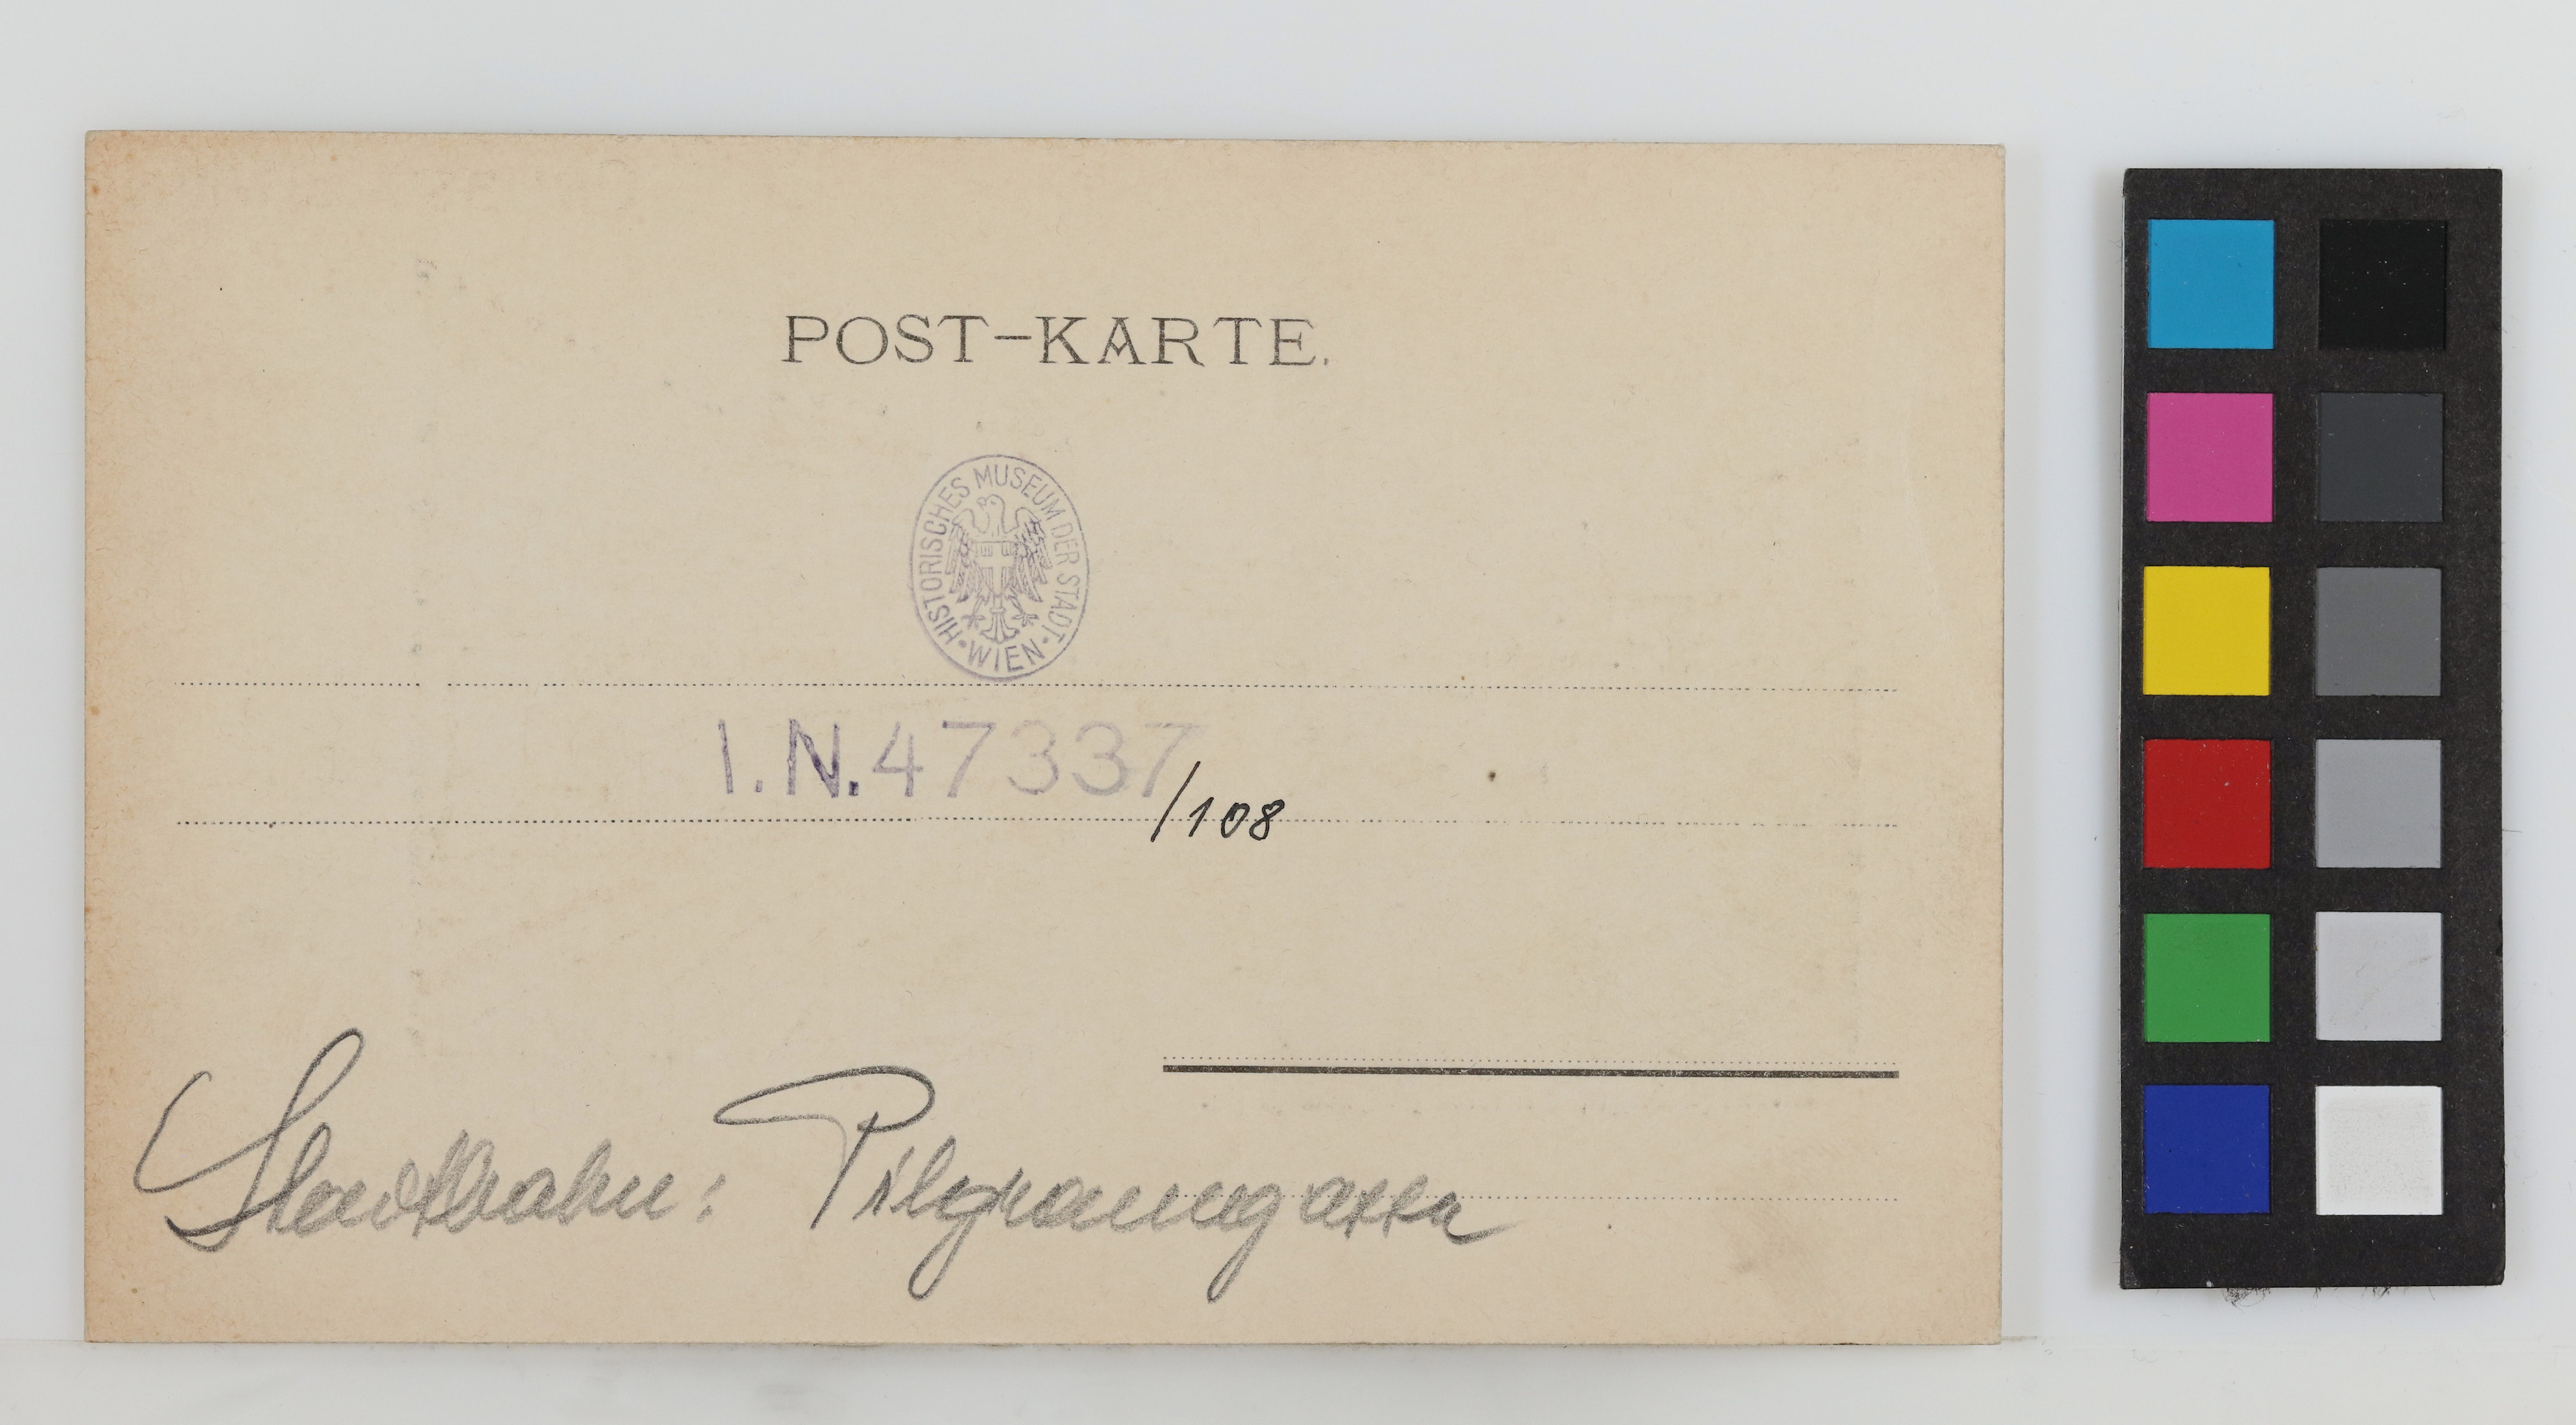 POST-KARTE.
HISTORISCHES MUSEUM DER STADT · WIEN ·
I.N.47337/108
Stadtbahn: Pilgramgasse